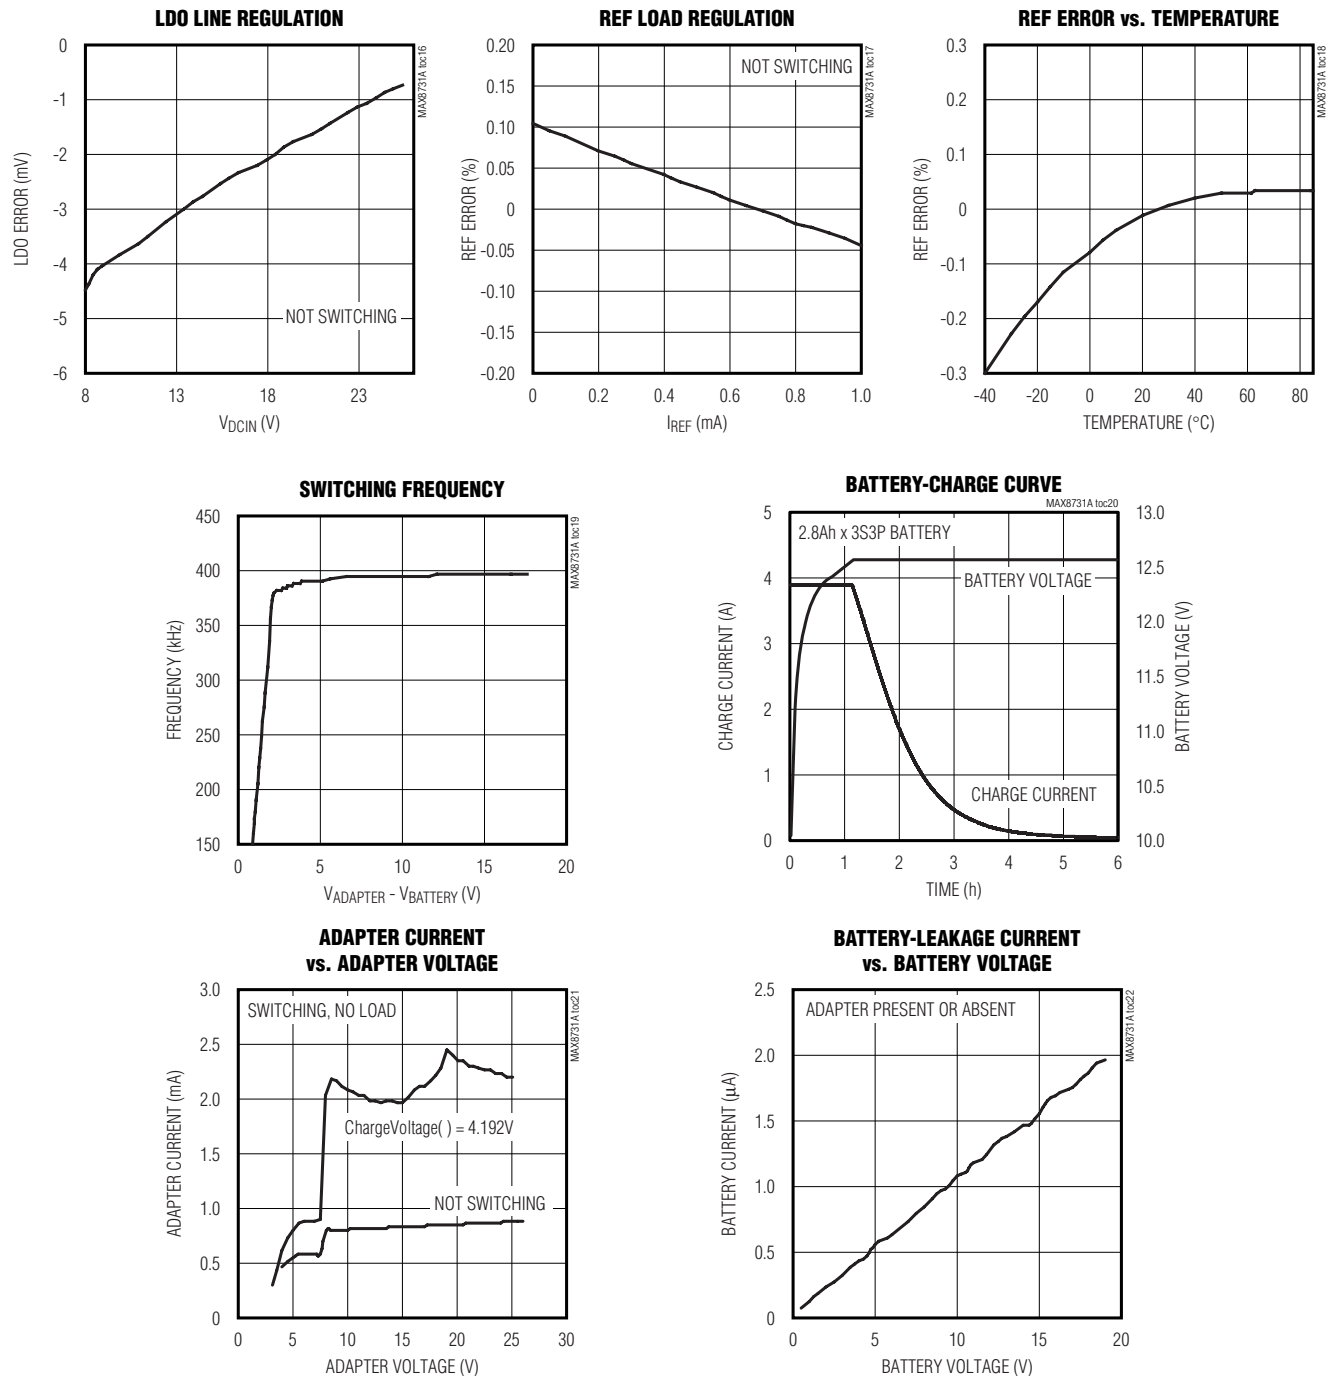 LDO LINE REGULATION
0
-1
-2
-3
-4
-5
-6
LDO ERROR (mV)
NOT SWITCHING
MAX8731A toc16
8 13 18 23
VDCIN (V)
REF LOAD REGULATION
0.20
0.15
0.10
0.05
0
-0.05
-0.10
-0.15
-0.20
REF ERROR (%)
NOT SWITCHING
MAX8731A toc17
0 0.2 0.4 0.6 0.8 1.0
IREF (mA)
REF ERROR vs. TEMPERATURE
0.3
0.2
0.1
0
-0.1
-0.2
-0.3
REF ERROR (%)
MAX8731A toc18
-40 -20 0 20 40 60 80
TEMPERATURE (°C)
SWITCHING FREQUENCY
450
400
350
300
250
200
150
FREQUENCY (kHz)
MAX8731A toc19
0 5 10 15 20
VADAPTER - VBATTERY (V)
BATTERY-CHARGE CURVE
MAX8731A toc20
5
4
3
2
1
0
CHARGE CURRENT (A)
2.8Ah x 3S3P BATTERY
BATTERY VOLTAGE
CHARGE CURRENT
13.0
12.5
12.0
11.5
11.0
10.5
10.0
BATTERY VOLTAGE (V)
0 1 2 3 4 5 6
TIME (h)
ADAPTER CURRENT
vs. ADAPTER VOLTAGE
3.0
2.5
2.0
1.5
1.0
0.5
0
ADAPTER CURRENT (mA)
SWITCHING, NO LOAD
ChargeVoltage( ) = 4.192V
NOT SWITCHING
MAX8731A toc21
0 5 10 15 20 25 30
ADAPTER VOLTAGE (V)
BATTERY-LEAKAGE CURRENT
vs. BATTERY VOLTAGE
2.5
2.0
1.5
1.0
0.5
0
BATTERY CURRENT (µA)
ADAPTER PRESENT OR ABSENT
MAX8731A toc22
0 5 10 15 20
BATTERY VOLTAGE (V)